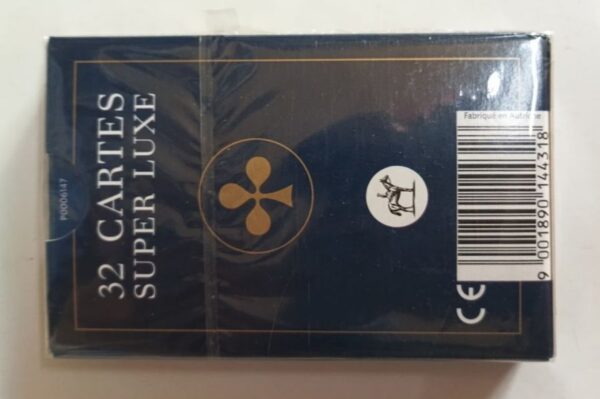 32 CARTES
SUPER LUXE
P0006147
Fabriqué en Autriche
9 001890 144318
CE